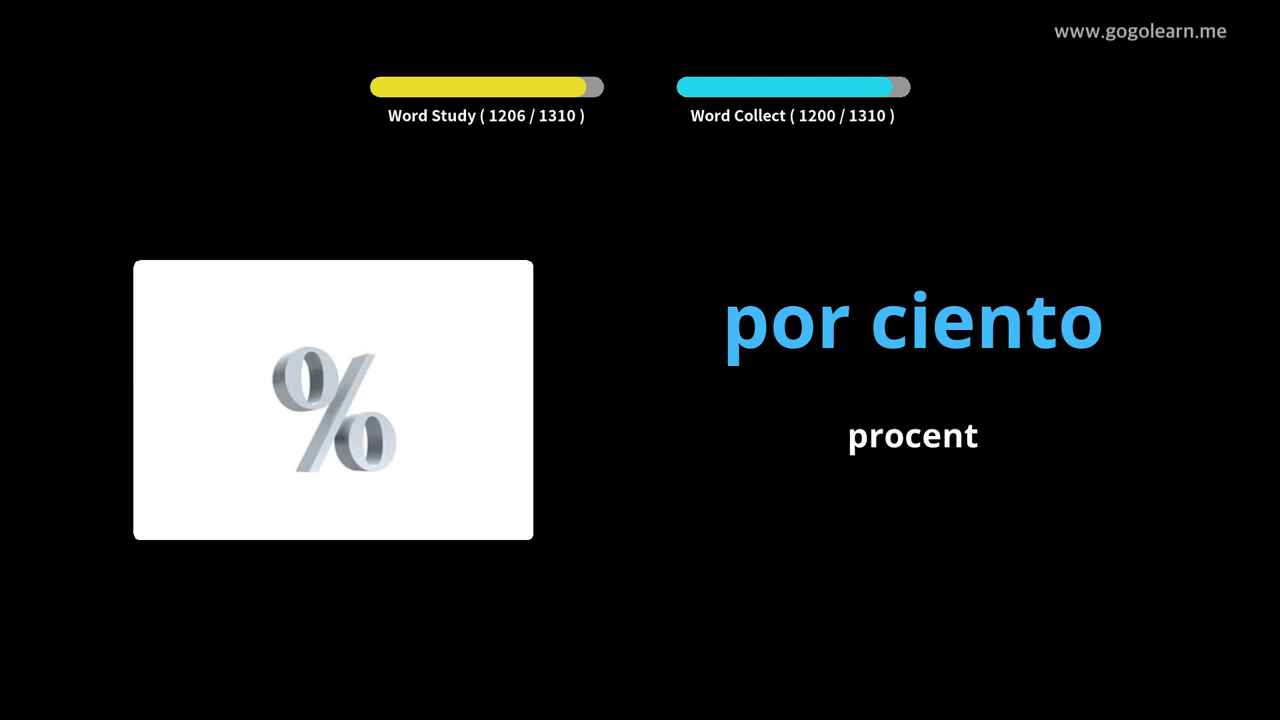 www.gogolearn.me
Word Study ( 1206 / 1310 )
Word Collect ( 1200 / 1310 )
%
por ciento
procent